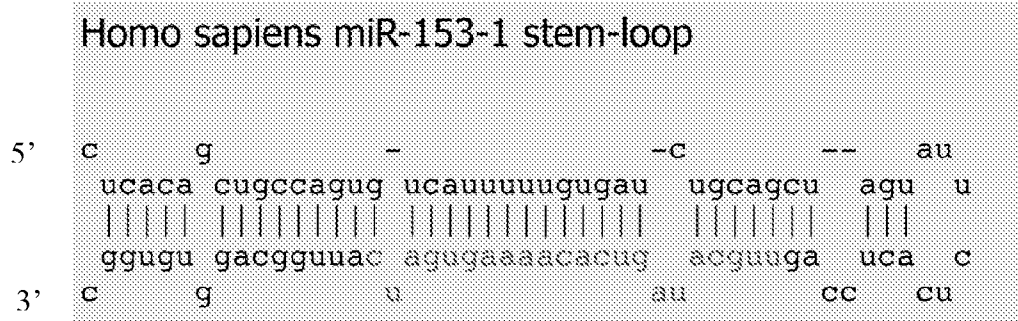 Homo sapiens miR-153-1 stem-loop
5’ c g - -c -- au
ucaca cugccagug ucauuuuugugau ugcagcu agu u
||||| ||||||||| ||||||||||||| ||||||| |||
ggugu gacgguuac agugaaaacacug acguuga uca c
3’ c g u au cc cu